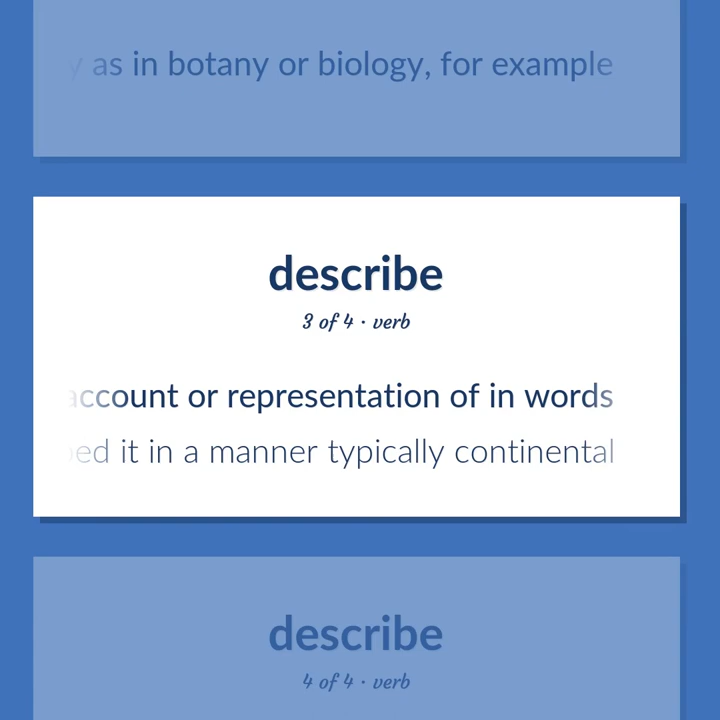 as in botany or biology, for example
describe
3 of 4 · verb
account or representation of in words
it in a manner typically continental
describe
4 of 4 · verb